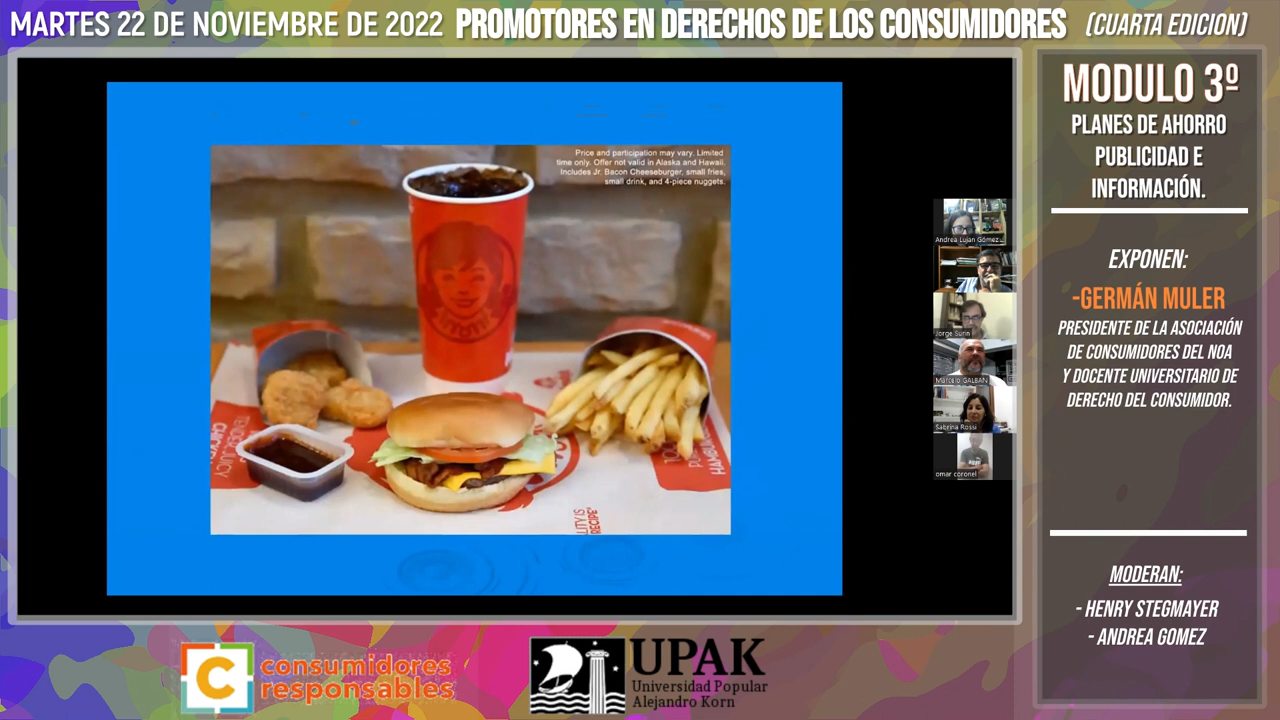 MARTES 22 DE NOVIEMBRE DE 2022 PROMOTORES EN DERECHOS DE LOS CONSUMIDORES (CUARTA EDICION)
Price and participation may vary. Limited
time only. Offer not valid in Alaska and Hawaii.
Includes Jr. Bacon Cheeseburger, small fries,
small drink, and 4-piece nuggets.
Andrea Lujan Gómez...
Jorge Surin
Marcelo GALBAN
Sabrina Rossi
omar coronel
MODULO 3º
PLANES DE AHORRO
PUBLICIDAD E
INFORMACIÓN.
EXPONEN:
-GERMÁN MULER
PRESIDENTE DE LA ASOCIACIÓN
DE CONSUMIDORES DEL NOA
Y DOCENTE UNIVERSITARIO DE
DERECHO DEL CONSUMIDOR.
MODERAN:
- HENRY STEGMAYER
- ANDREA GOMEZ
C consumidores
responsables
UPAK
Universidad Popular
Alejandro Korn